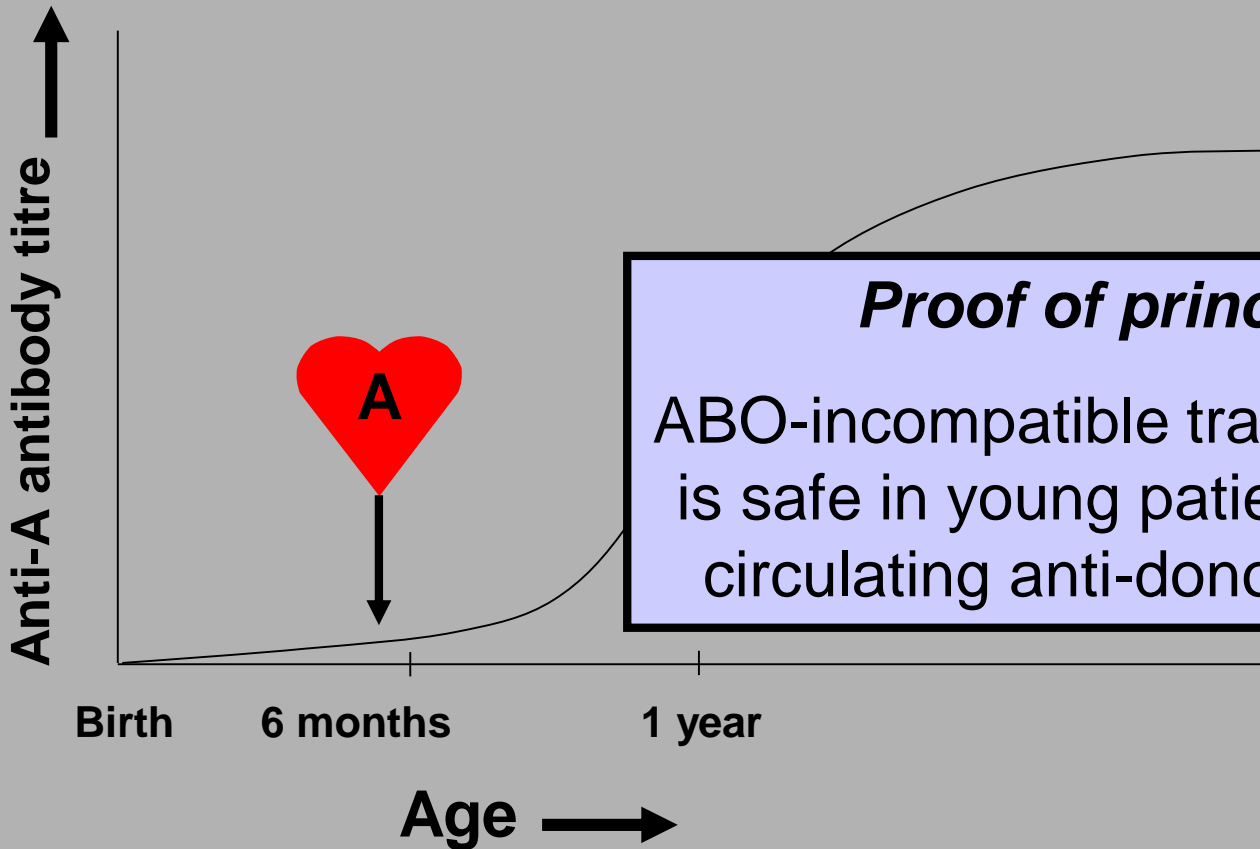 Anti-A antibody titre
A
Proof of princ
ABO-incompatible tra
is safe in young patie
circulating anti-dono
Birth 6 months 1 year
Age